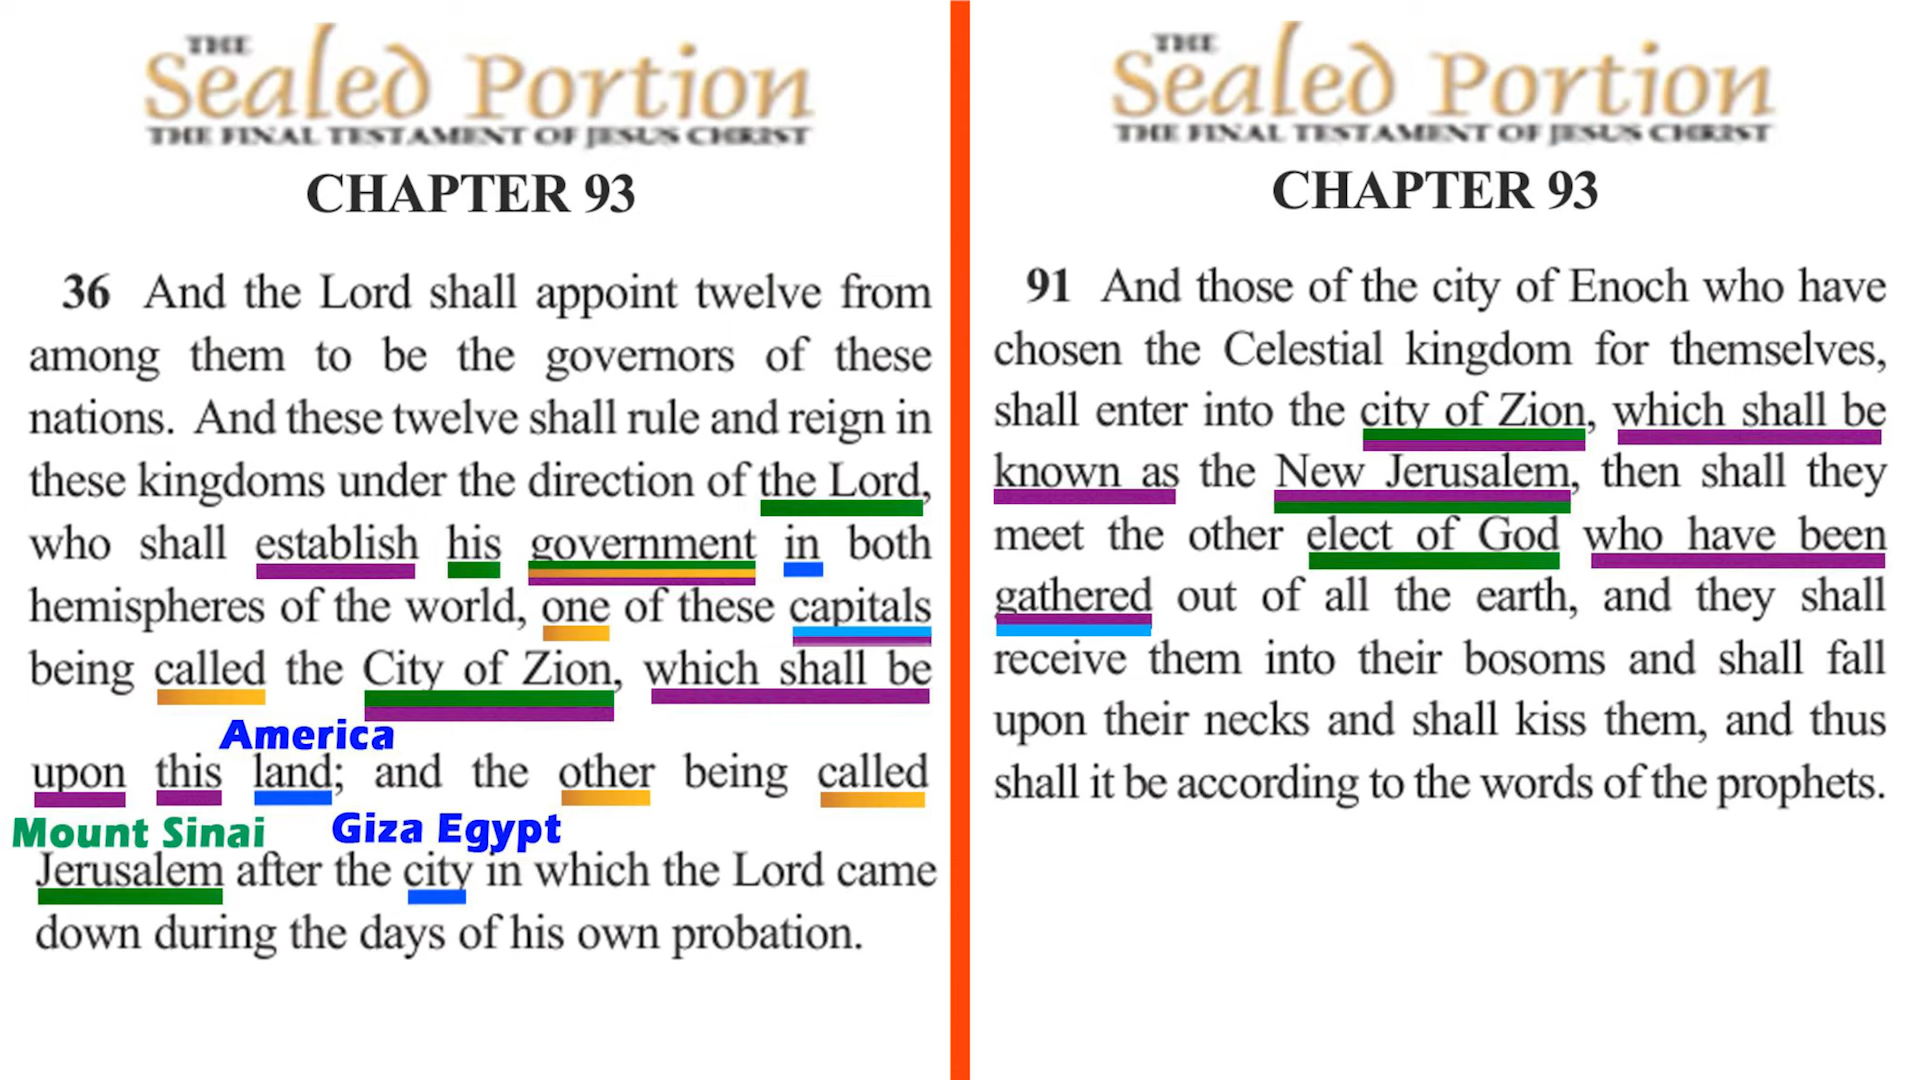 THE
Sealed Portion
THE FINAL TESTAMENT OF JESUS CHRIST
CHAPTER 93
36 And the Lord shall appoint twelve from
among them to be the governors of these
nations. And these twelve shall rule and reign in
these kingdoms under the direction of the Lord,
who shall establish his government in both
hemispheres of the world, one of these capitals
being called the City of Zion, which shall be
America
upon this land; and the other being called
Mount Sinai Giza Egypt
Jerusalem after the city in which the Lord came
down during the days of his own probation.
THE
Sealed Portion
THE FINAL TESTAMENT OF JESUS CHRIST
CHAPTER 93
91 And those of the city of Enoch who have
chosen the Celestial kingdom for themselves,
shall enter into the city of Zion, which shall be
known as the New Jerusalem, then shall they
meet the other elect of God who have been
gathered out of all the earth, and they shall
receive them into their bosoms and shall fall
upon their necks and shall kiss them, and thus
shall it be according to the words of the prophets.